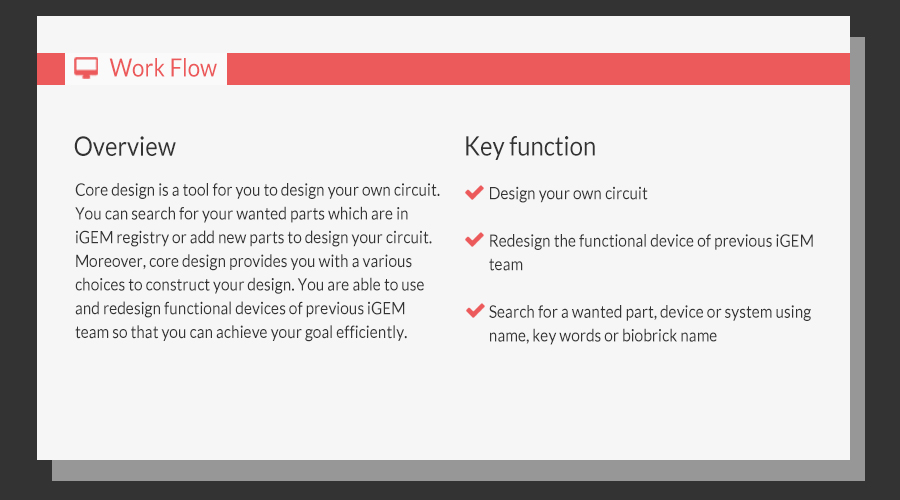 Work Flow
Overview
Core design is a tool for you to design your own circuit.
You can search for your wanted parts which are in
iGEM registry or add new parts to design your circuit.
Moreover, core design provides you with a various
choices to construct your design. You are able to use
and redesign functional devices of previous iGEM
team so that you can achieve your goal efficiently.
Key function
Design your own circuit
Redesign the functional device of previous iGEM
team
Search for a wanted part, device or system using
name, key words or biobrick name